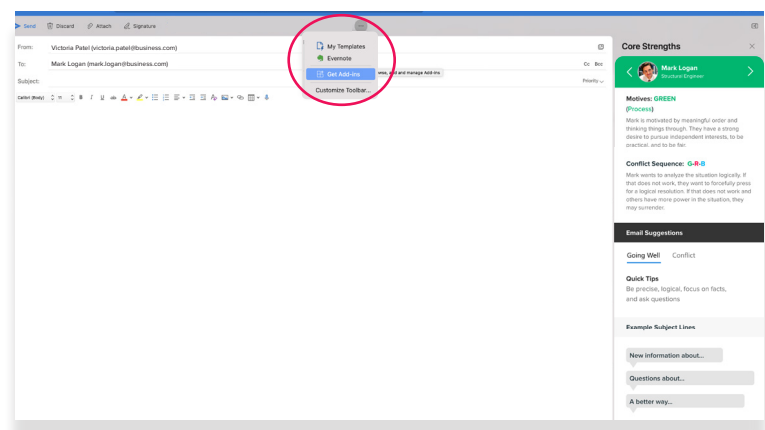 Send Discard Attach Signature ...
From: Victoria Patel (victoria.patel@business.com)
To: Mark Logan (mark.logan@business.com) Cc Bcc
Subject: Priority
Calibri (Body) 11 B I U abc A
My Templates
Evernote
Get Add-ins
and manage Add-ins
Customize Toolbar...
Core Strengths
Mark Logan
Structural Engineer
Motives: GREEN
(Process)
Mark is motivated by meaningful order and
thinking things through. They have a strong
desire to pursue independent interests, to be
practical, and to be fair.
Conflict Sequence: G-R-B
Mark wants to analyze the situation logically. If
that does not work, they want to forcefully press
for a logical resolution. If that does not work and
others have more power in the situation, they
may surrender.
Email Suggestions
Going Well Conflict
Quick Tips
Be precise, logical, focus on facts,
and ask questions
Example Subject Lines
New information about...
Questions about...
A better way...